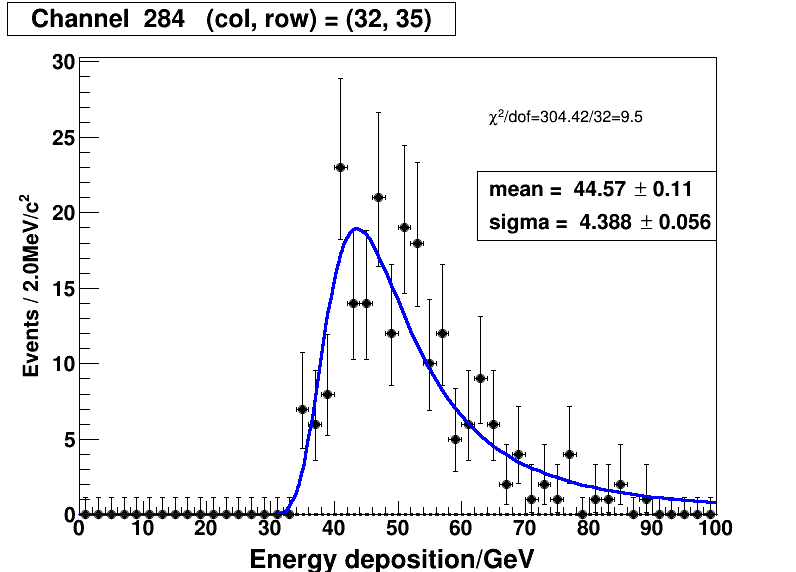 Channel 284 (col, row) = (32, 35)
30
χ²/dof=304.42/32=9.5
25
mean = 44.57 ± 0.11
20
sigma = 4.388 ± 0.056
15
10
5
0
Events / 2.0MeV/c²
0 10 20 30 40 50 60 70 80 90 100
Energy deposition/GeV